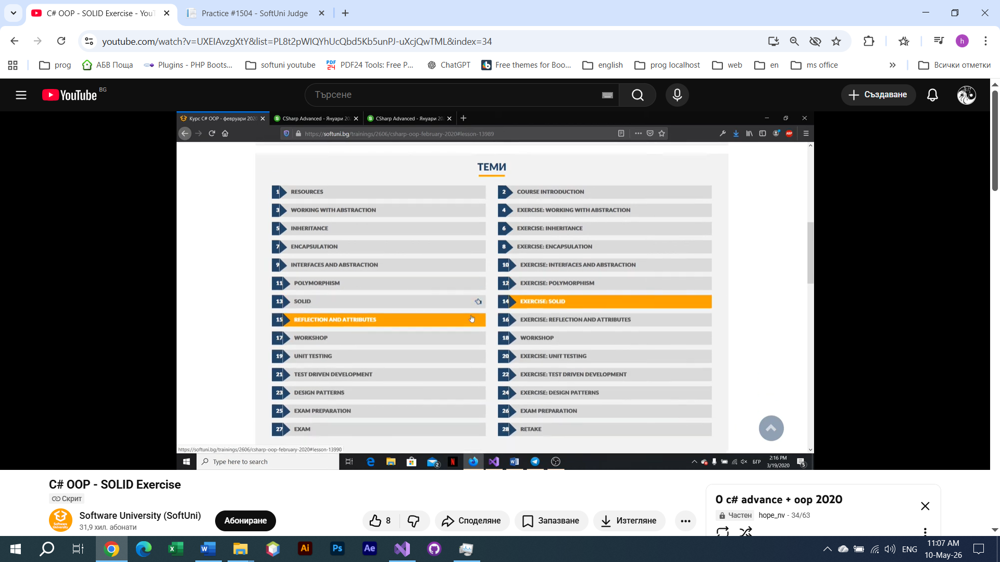 C# OOP - SOLID Exercise - YouT
Practice #1504 - SoftUni Judge
youtube.com/watch?v=UXEIAvzgXtY&list=PL8t2pWIQYhUcQbd5Kb5unPJ-uXcjQwTML&index=34
h
prog
АБВ Поща
Plugins - PHP Boots...
softuni youtube
PDF24 Tools: Free P...
ChatGPT
Free themes for Boo...
english
prog localhost
web
en
ms office
Всички отметки
YouTube BG
Търсене
Създаване
Курс C# OOP - февруари 2020
CSharp Advanced - Януари 20
CSharp Advanced - Януари 20
https://softuni.bg/trainings/2606/csharp-oop-february-2020#lesson-13989
ABP
ТЕМИ
1 RESOURCES
2 COURSE INTRODUCTION
3 WORKING WITH ABSTRACTION
4 EXERCISE: WORKING WITH ABSTRACTION
5 INHERITANCE
6 EXERCISE: INHERITANCE
7 ENCAPSULATION
8 EXERCISE: ENCAPSULATION
9 INTERFACES AND ABSTRACTION
10 EXERCISE: INTERFACES AND ABSTRACTION
11 POLYMORPHISM
12 EXERCISE: POLYMORPHISM
13 SOLID
14 EXERCISE: SOLID
15 REFLECTION AND ATTRIBUTES
16 EXERCISE: REFLECTION AND ATTRIBUTES
17 WORKSHOP
18 WORKSHOP
19 UNIT TESTING
20 EXERCISE: UNIT TESTING
21 TEST DRIVEN DEVELOPMENT
22 EXERCISE: TEST DRIVEN DEVELOPMENT
23 DESIGN PATTERNS
24 EXERCISE: DESIGN PATTERNS
25 EXAM PREPARATION
26 EXAM PREPARATION
27 EXAM
28 RETAKE
https://softuni.bg/trainings/2606/csharp-oop-february-2020#lesson-13990
Type here to search
2
БГР
2:16 PM
3/19/2020
5
C# OOP - SOLID Exercise
Скрит
Software University (SoftUni)
31,9 хил. абонати
Абониране
8
Споделяне
Запазване
Изтегляне
0 c# advance + oop 2020
Частен
hope_nv - 34/63
ENG
11:07 AM
10-May-26